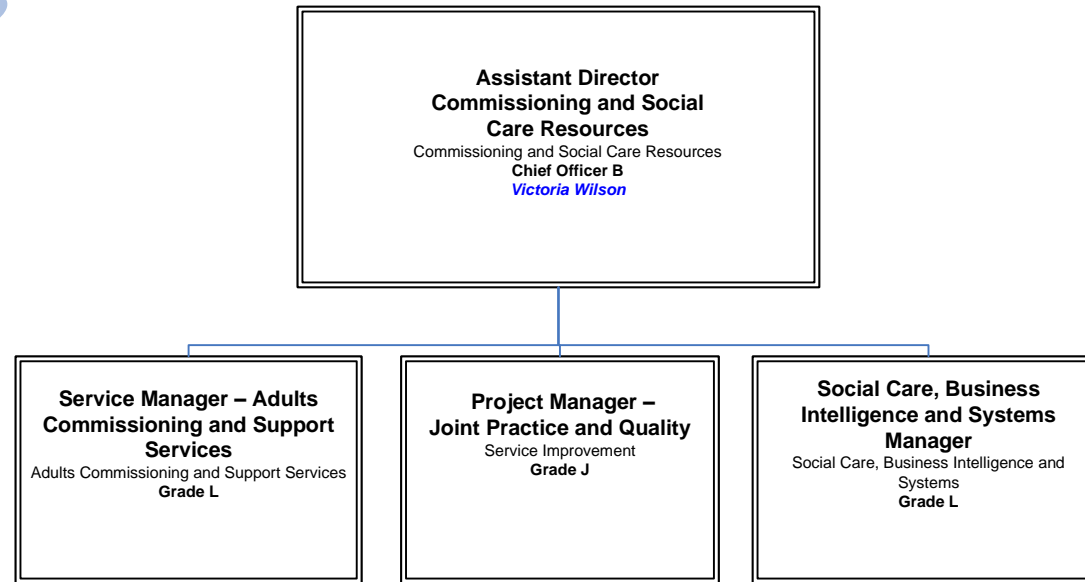 Assistant Director
Commissioning and Social
Care Resources
Commissioning and Social Care Resources
Chief Officer B
Victoria Wilson
Service Manager – Adults
Commissioning and Support
Services
Adults Commissioning and Support Services
Grade L
Project Manager –
Joint Practice and Quality
Service Improvement
Grade J
Social Care, Business
Intelligence and Systems
Manager
Social Care, Business Intelligence and
Systems
Grade L